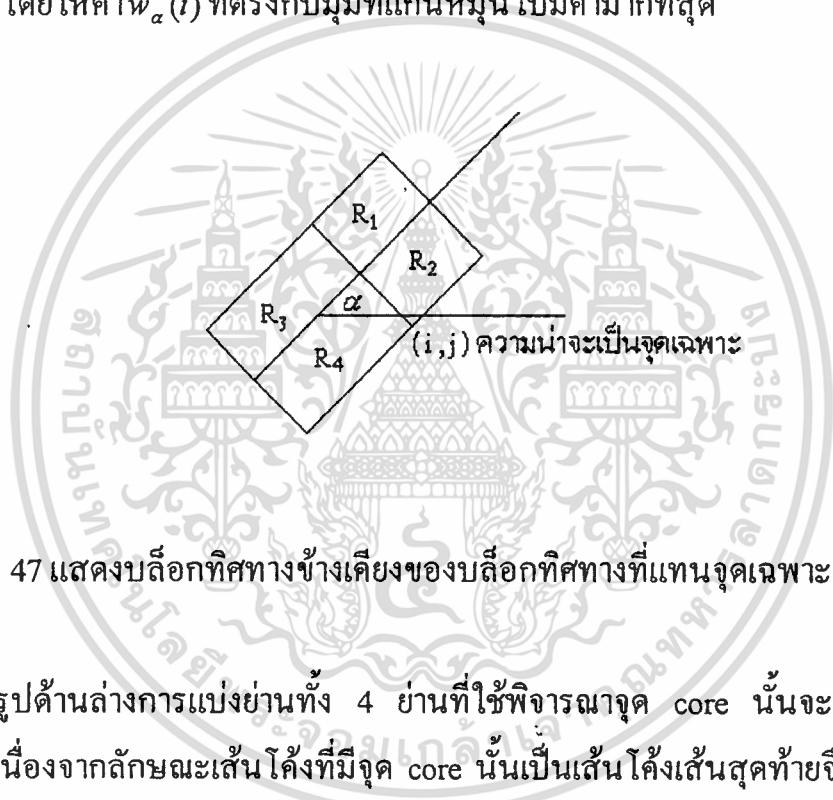 โดยให้ค่า w_α(i) ที่ตรงกับมุมที่แกนหมุนไปมีค่ามากที่สุด
R₁
R₂
α
R₃
R₄
(i,j) ความน่าจะเป็นจุดเฉพาะ
47 แสดงบล็อกทิศทางข้างเคียงของบล็อกทิศทางที่แทนจุดเฉพาะ
รูปด้านล่างการแบ่งย่านทั้ง 4 ย่านที่ใช้พิจารณาจุด core นั้นจะ
นื่องจากลักษณะเส้นโค้งที่มีจุด core นั้นเป็นเส้นโค้งเส้นสุดท้ายจึ